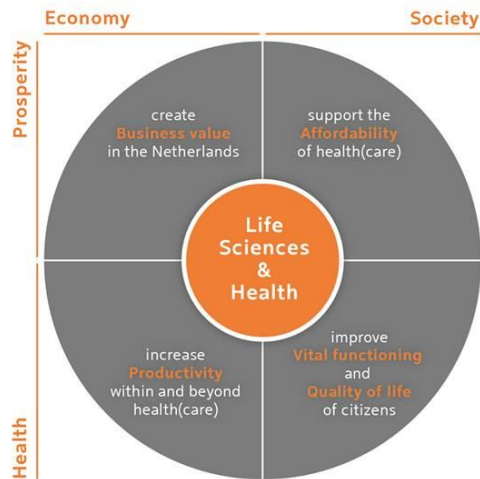 Economy
Society
Prosperity
create
Business value
in the Netherlands
support the
Affordability
of health(care)
Life
Sciences
&
Health
increase
Productivity
within and beyond
health(care)
improve
Vital functioning
and
Quality of life
of citizens
Health